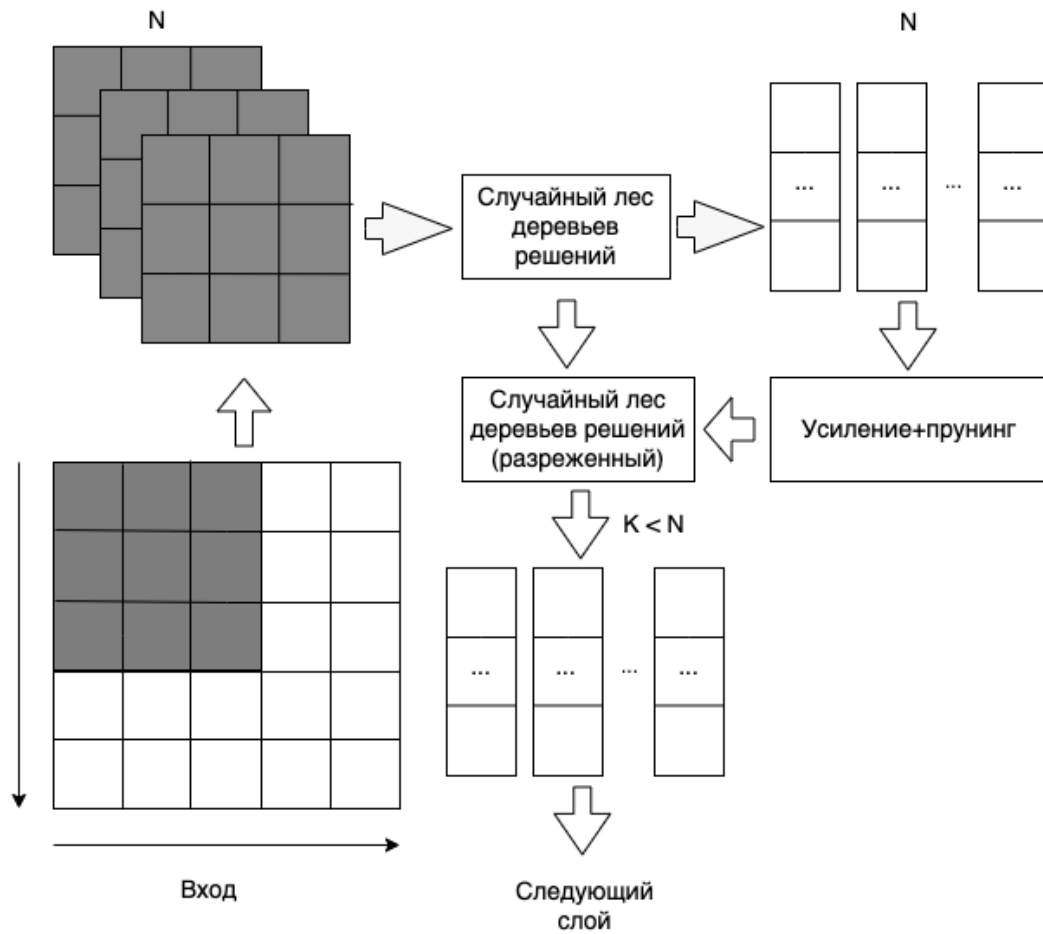 N
N
Случайный лес
деревьев
решений
...
...
...
...
Случайный лес
деревьев решений
(разреженный)
Усиление+прунинг
K < N
...
...
...
...
Вход
Следующий
слой